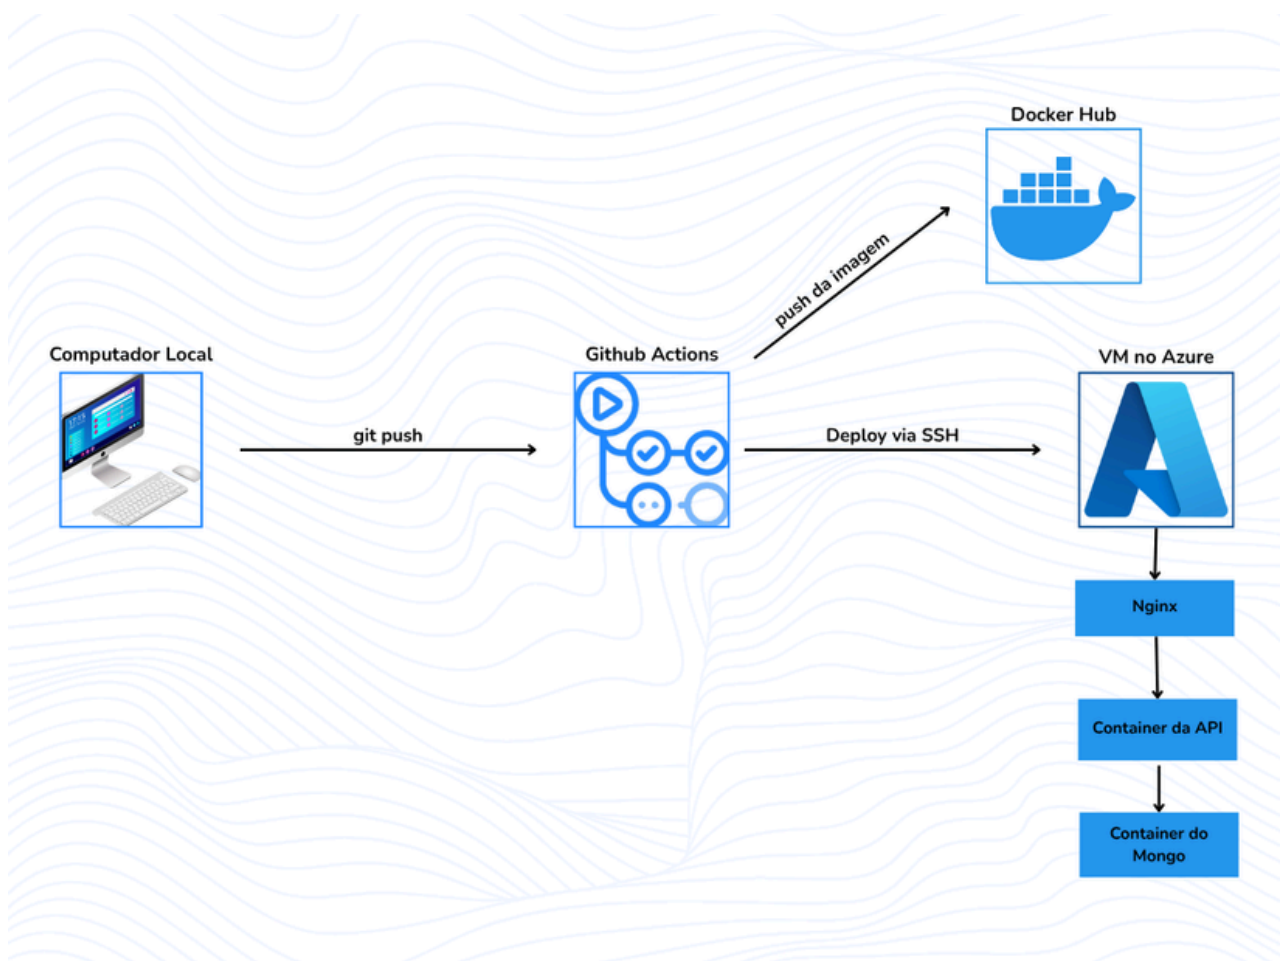 Docker Hub
push da imagem
Computador Local
Github Actions
VM no Azure
git push
Deploy via SSH
Nginx
Container da API
Container do
Mongo